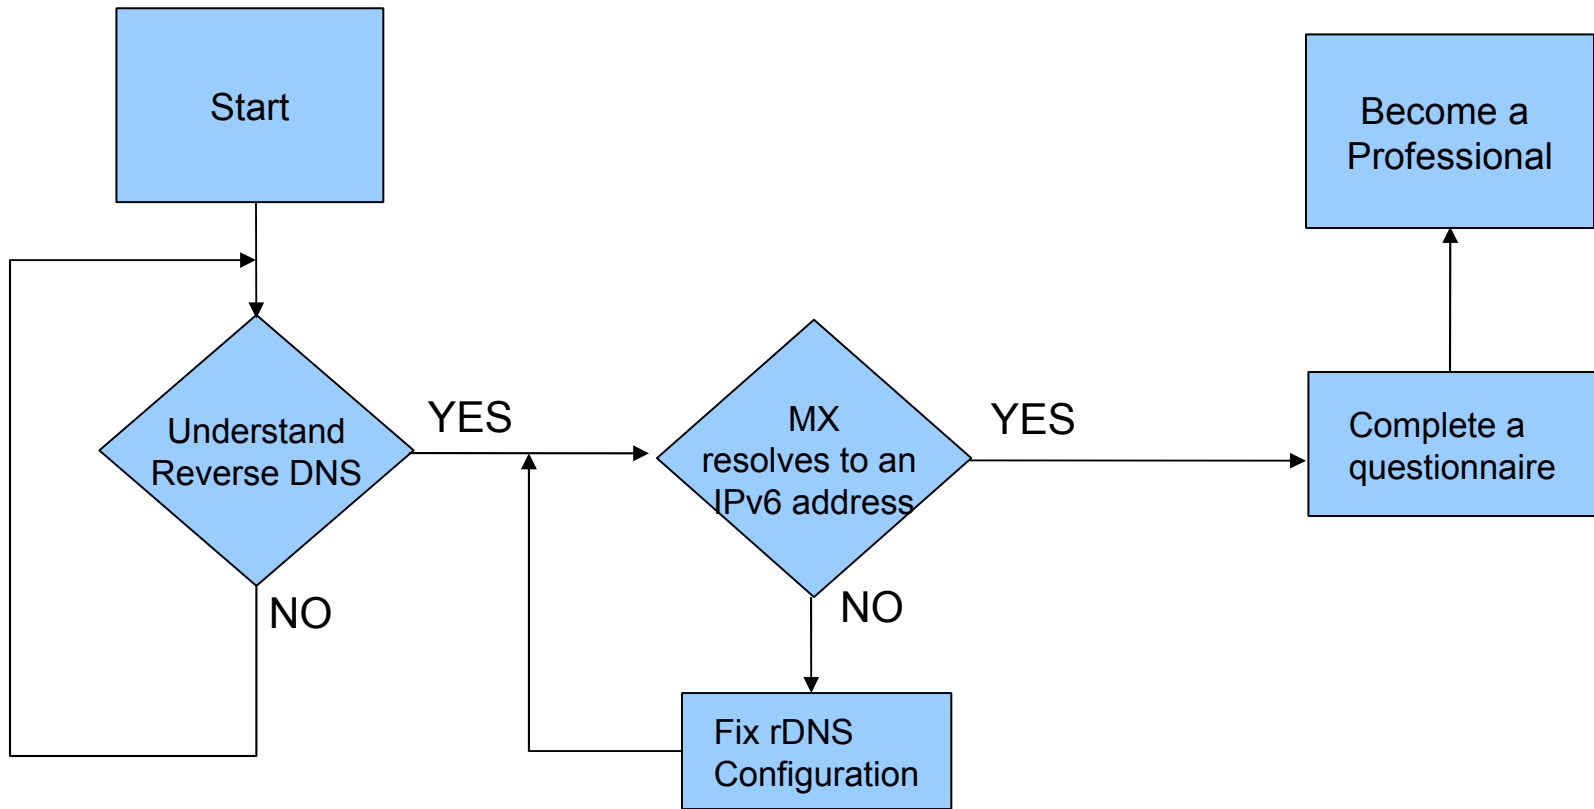 Start
Understand
Reverse DNS
YES
NO
MX
resolves to an
IPv6 address
YES
NO
Fix rDNS
Configuration
Complete a
questionnaire
Become a
Professional